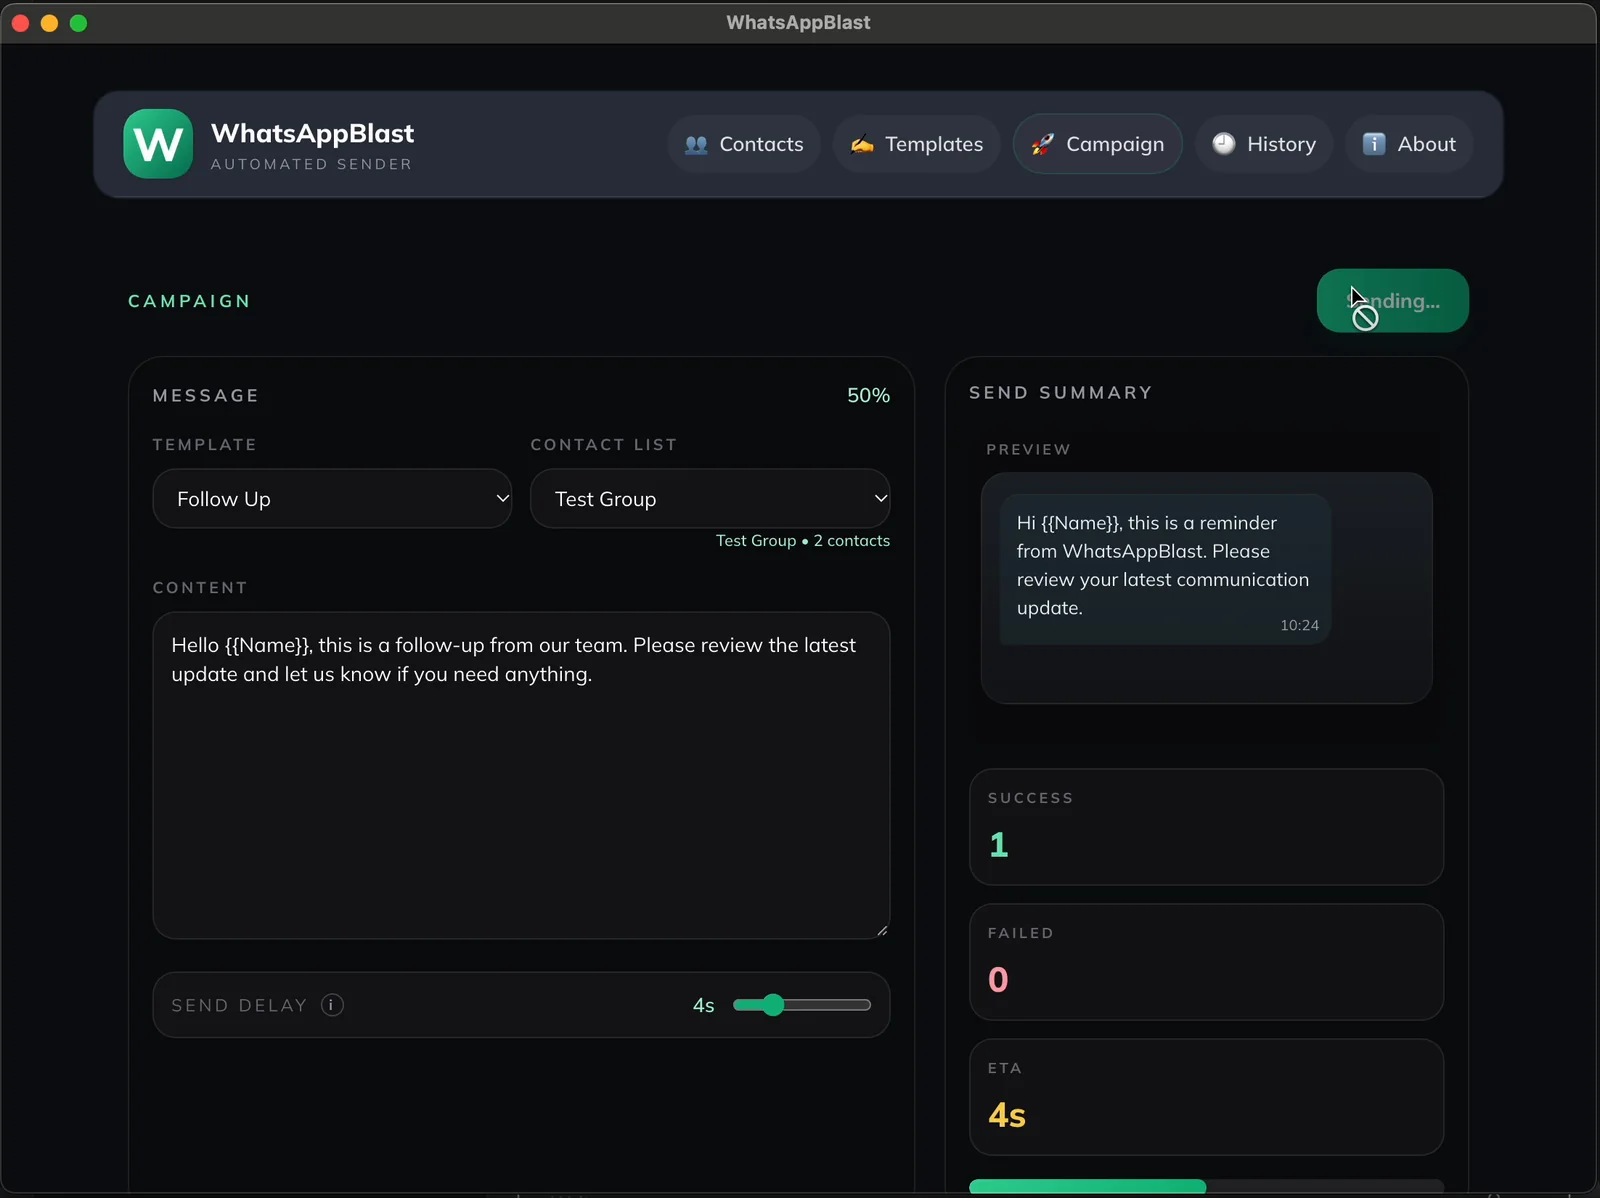 WhatsAppBlast
W
WhatsAppBlast
AUTOMATED SENDER
Contacts
Templates
Campaign
History
About
CAMPAIGN
Sending...
MESSAGE
50%
TEMPLATE
CONTACT LIST
Follow Up
Test Group
Test Group • 2 contacts
CONTENT
Hello {{Name}}, this is a follow-up from our team. Please review the latest
update and let us know if you need anything.
SEND DELAY
4s
SEND SUMMARY
PREVIEW
Hi {{Name}}, this is a reminder
from WhatsAppBlast. Please
review your latest communication
update.
10:24
SUCCESS
1
FAILED
0
ETA
4s